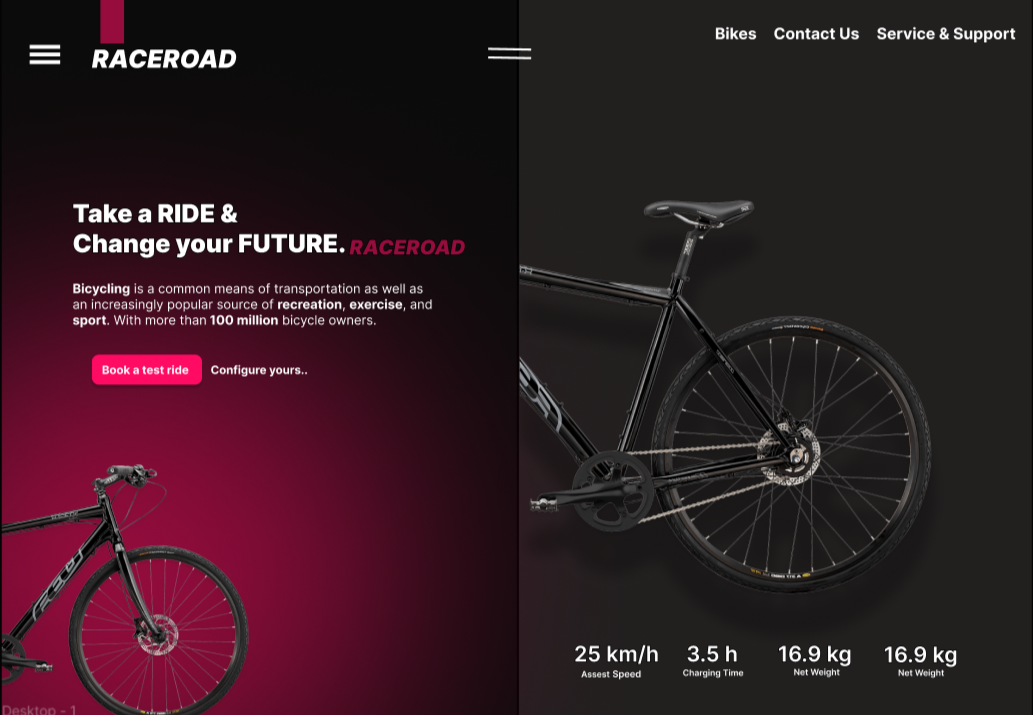 RACEROAD
Bikes Contact Us Service & Support
Take a RIDE &
Change your FUTURE. RACEROAD
Bicycling is a common means of transportation as well as
an increasingly popular source of recreation, exercise, and
sport. With more than 100 million bicycle owners.
Book a test ride Configure yours..
FELT
25 km/h 3.5 h 16.9 kg 16.9 kg
Assest Speed Charging Time Net Weight Net Weight
Desktop - 1